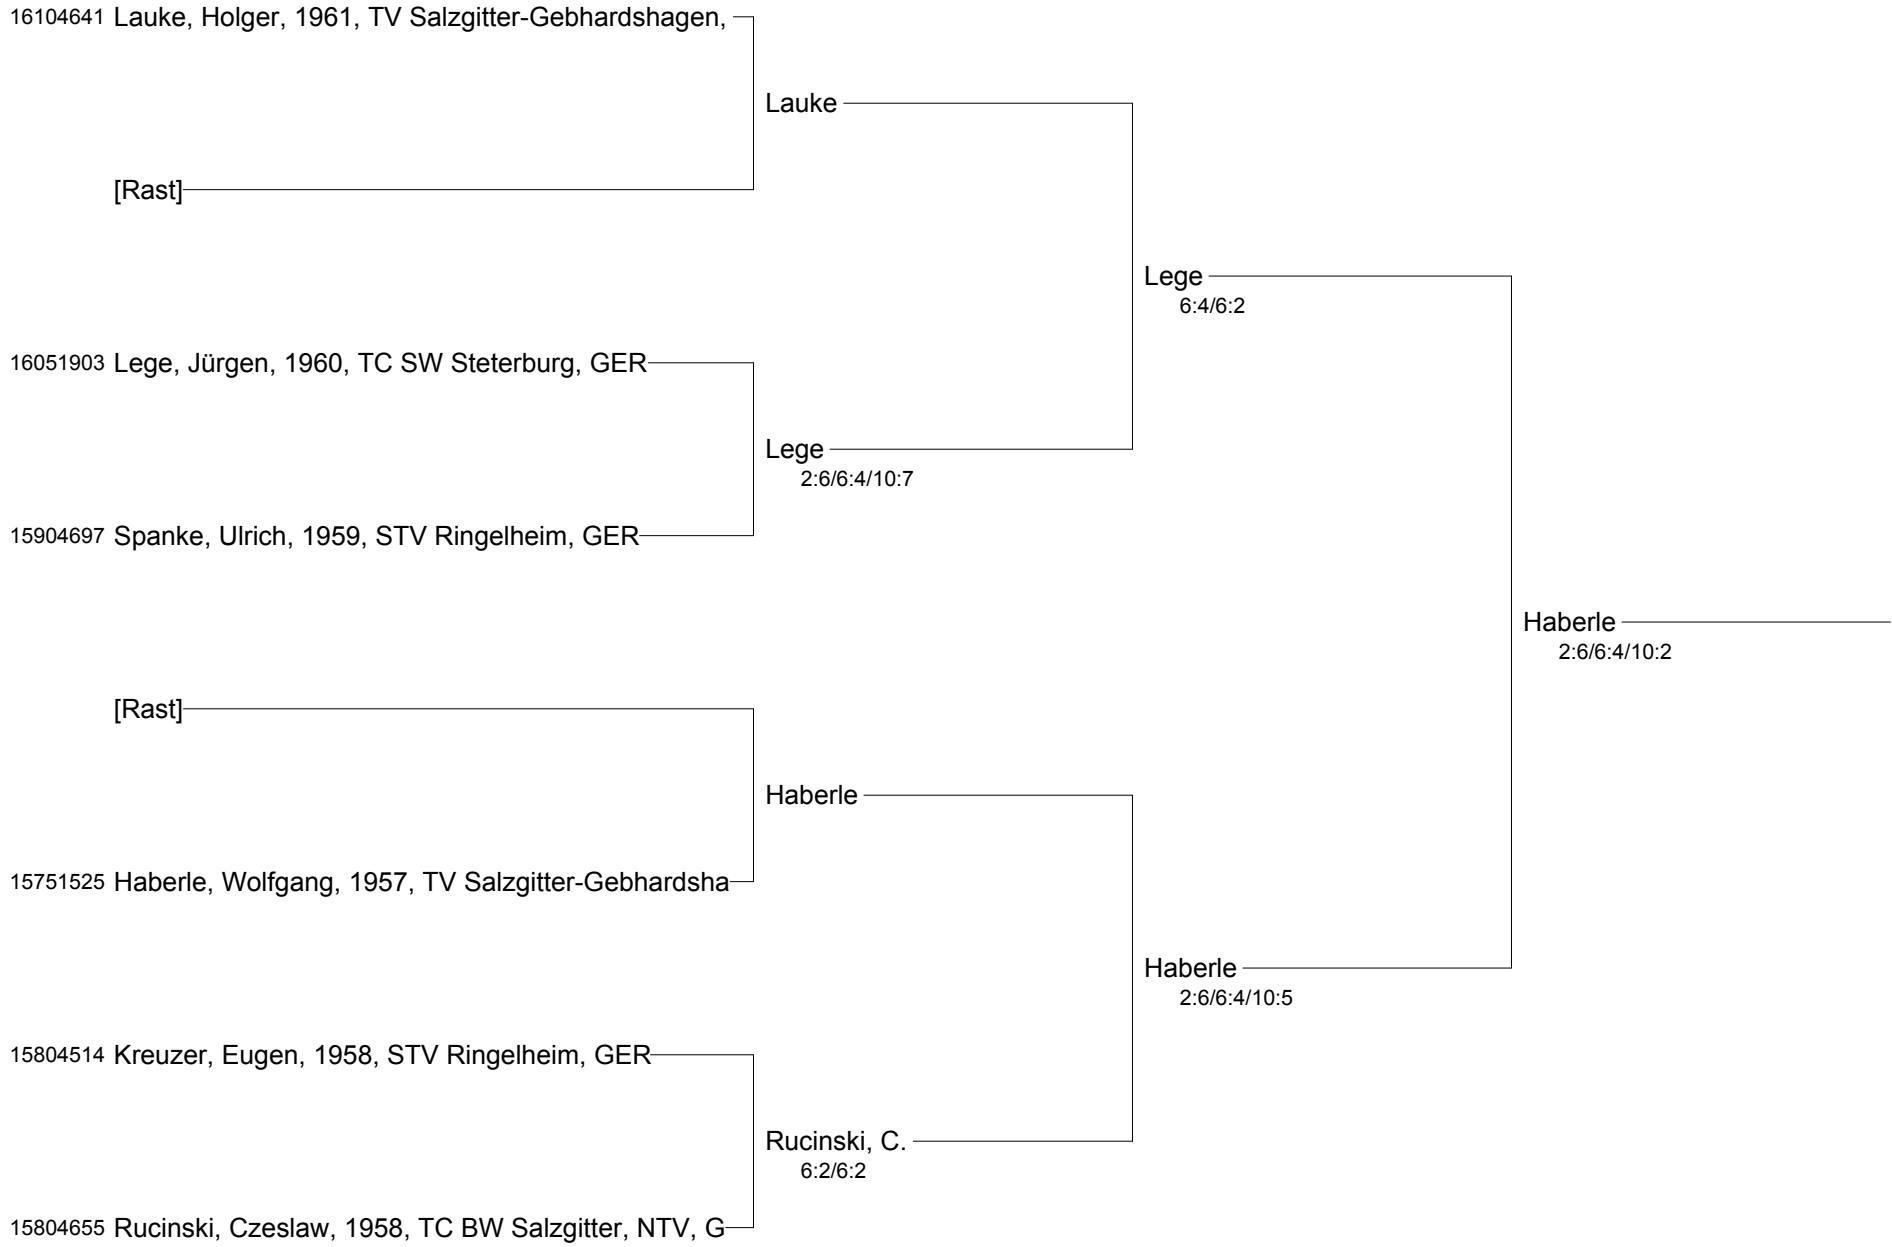 16104641 Lauke, Holger, 1961, TV Salzgitter-Gebhardshagen,
Lauke
[Rast]
Lege
6:4/6:2
16051903 Lege, Jürgen, 1960, TC SW Steterburg, GER
Lege
2:6/6:4/10:7
15904697 Spanke, Ulrich, 1959, STV Ringelheim, GER
Haberle
2:6/6:4/10:2
[Rast]
Haberle
15751525 Haberle, Wolfgang, 1957, TV Salzgitter-Gebhardsha
Haberle
2:6/6:4/10:5
15804514 Kreuzer, Eugen, 1958, STV Ringelheim, GER
Rucinski, C.
6:2/6:2
15804655 Rucinski, Czeslaw, 1958, TC BW Salzgitter, NTV, G